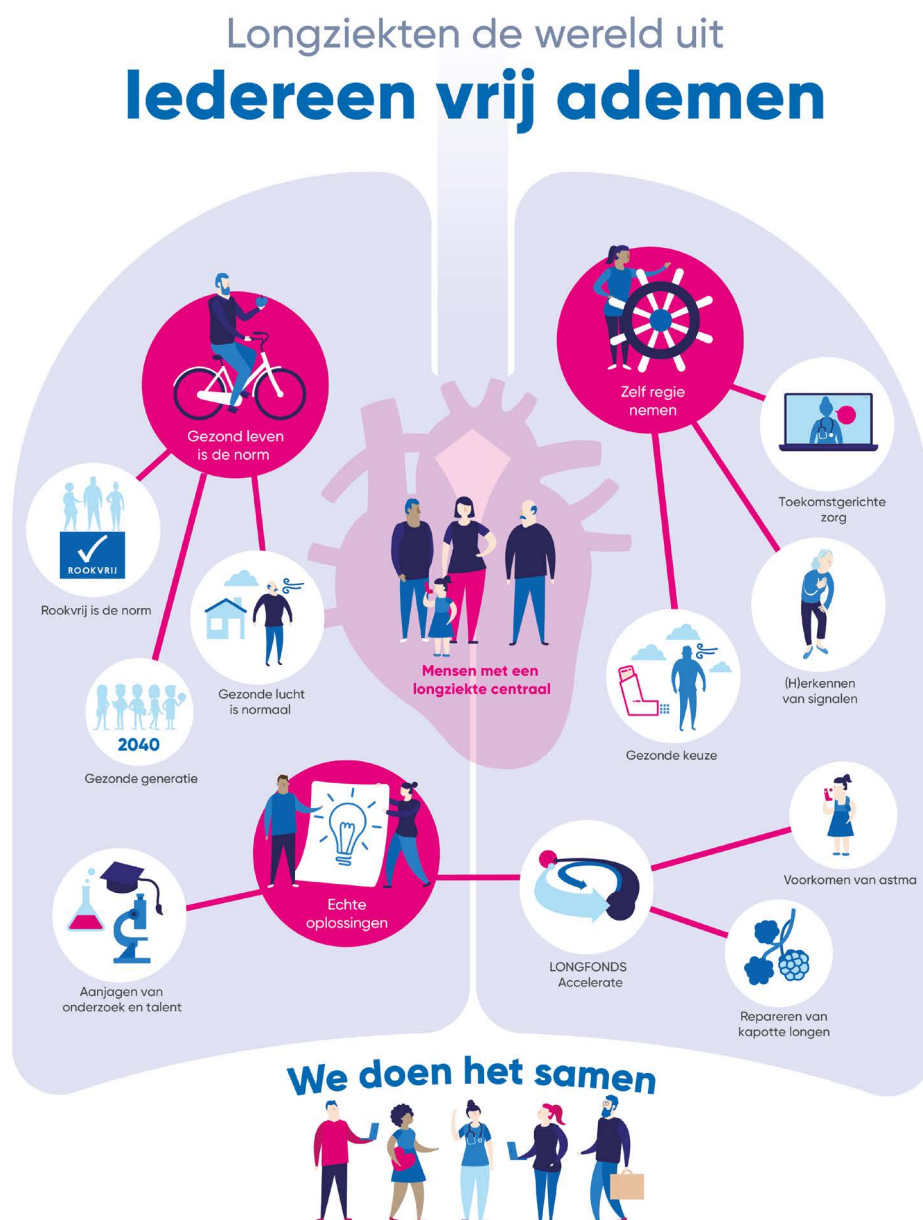 Longziekten de wereld uit
Iedereen vrij ademen
Gezond leven
is de norm
ROOKVRIJ
Rookvrij is de norm
Gezonde lucht
is normaal
2040
Gezonde generatie
Mensen met een
longziekte centraal
Zelf regie
nemen
Toekomstgerichte
zorg
(H)erkennen
van signalen
Gezonde keuze
Echte
oplossingen
Aanjagen van
onderzoek en talent
LONGFONDS
Accelerate
Voorkomen van astma
Repareren van
kapotte longen
We doen het samen